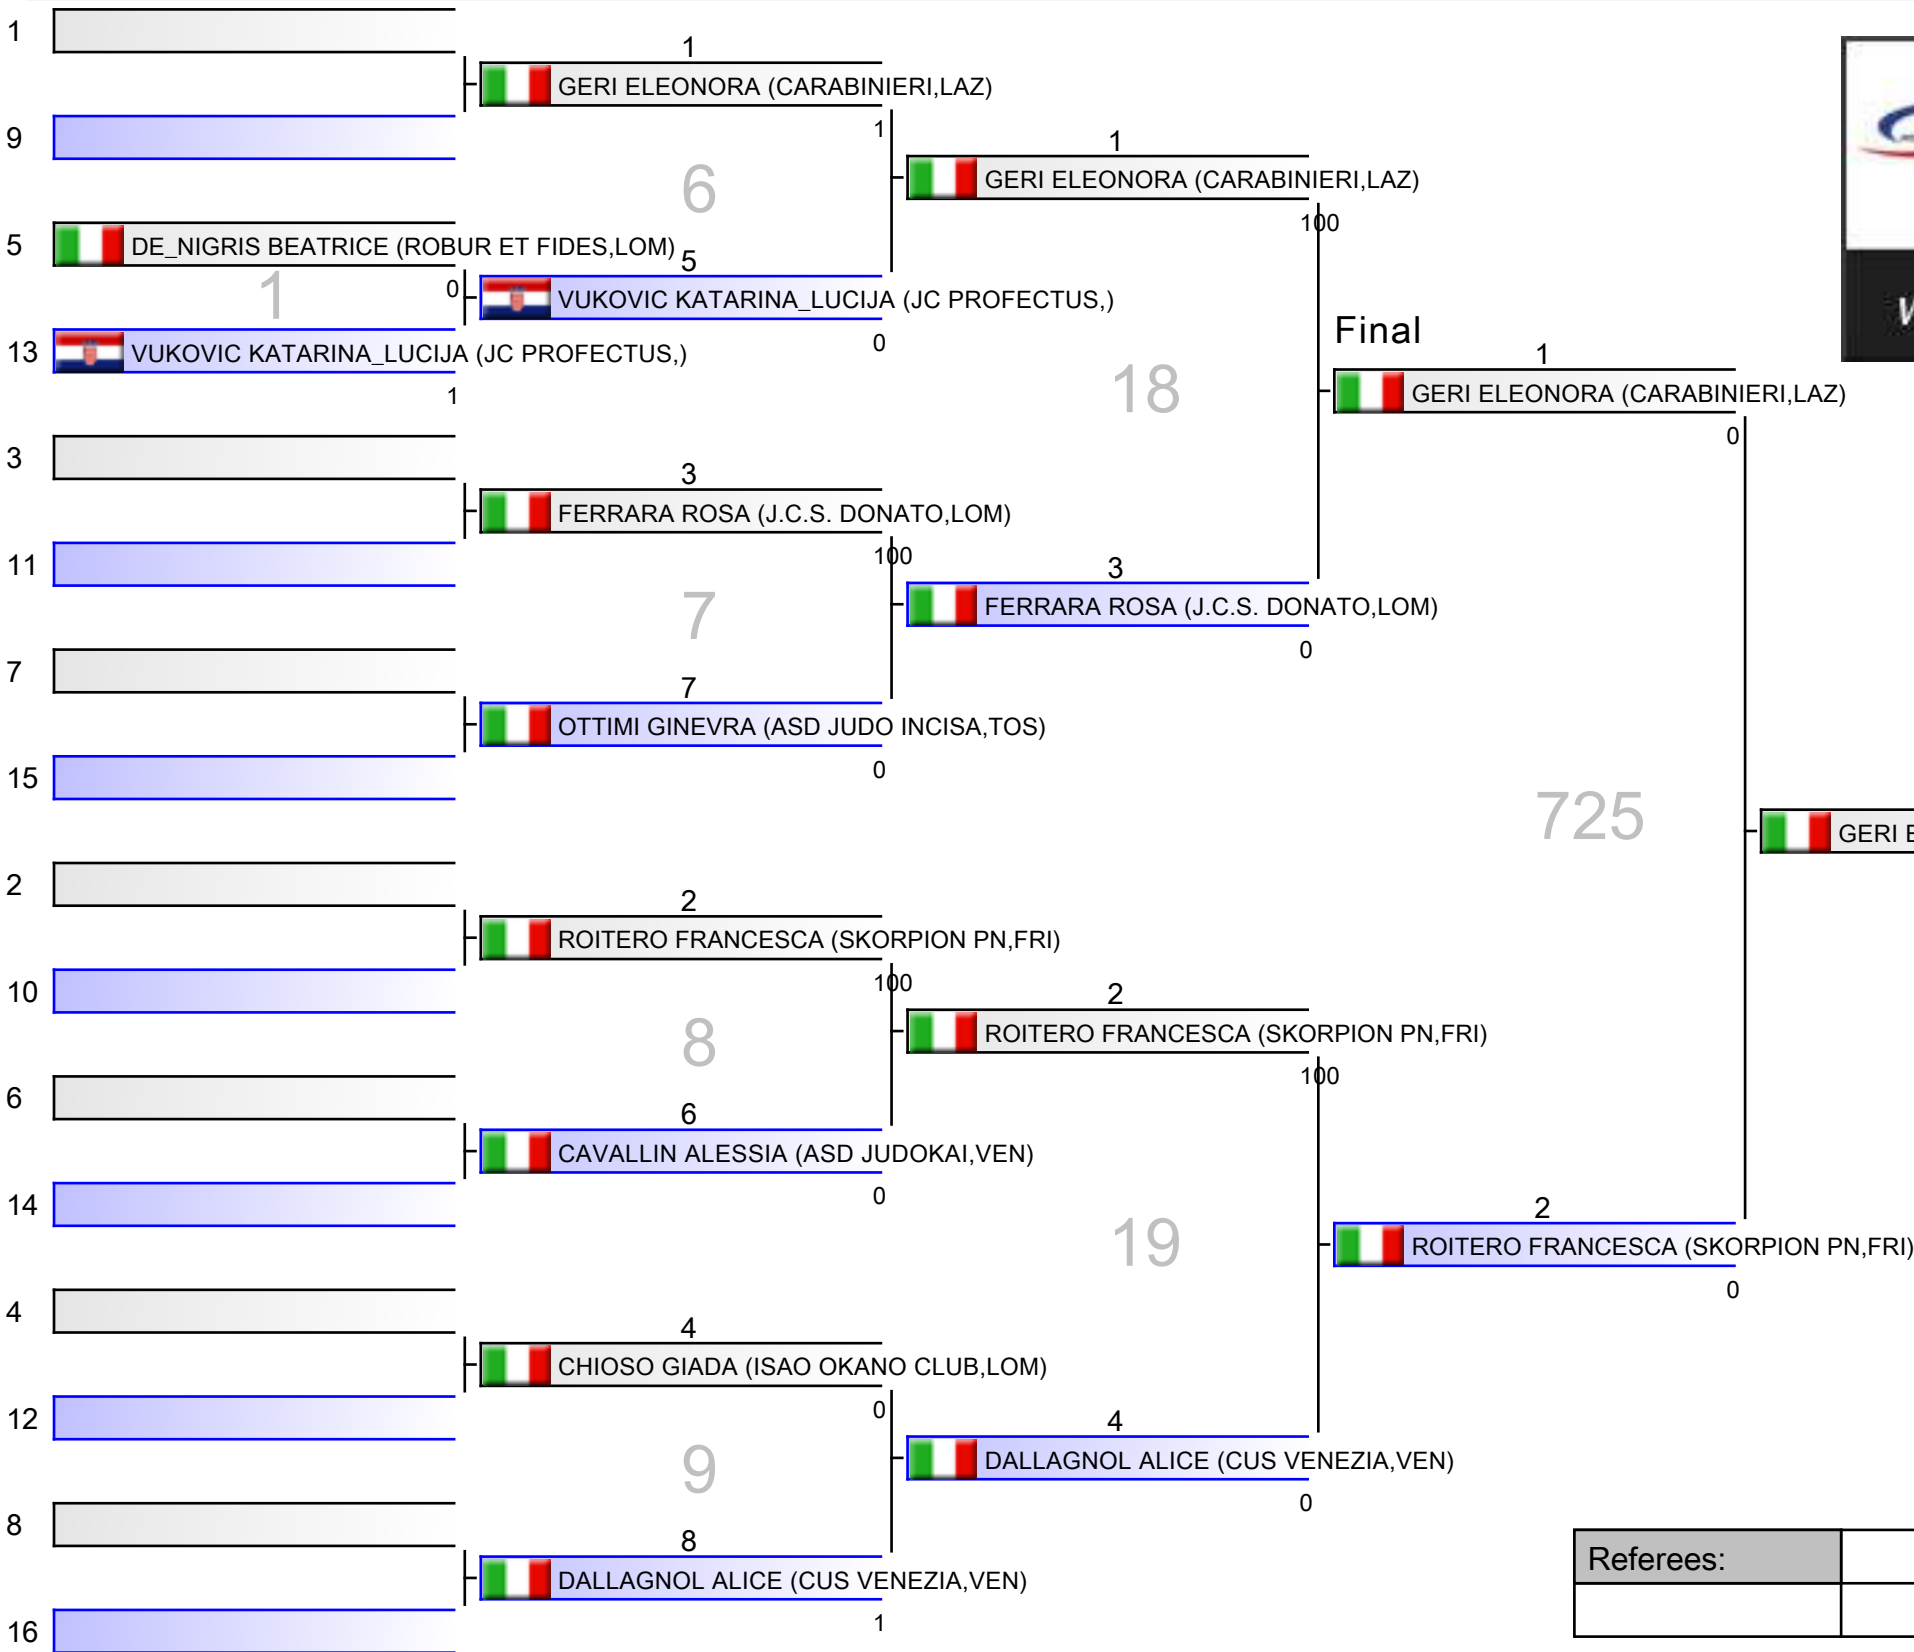 1
9
5 DE_NIGRIS BEATRICE (ROBUR ET FIDES,LOM)
1
0
13 VUKOVIC KATARINA_LUCIJA (JC PROFECTUS,)
1
3
11
7
15
2
10
6
14
4
12
8
16
1
GERI ELEONORA (CARABINIERI,LAZ)
1
6
5
VUKOVIC KATARINA_LUCIJA (JC PROFECTUS,)
0
3
FERRARA ROSA (J.C.S. DONATO,LOM)
100
7
7
OTTIMI GINEVRA (ASD JUDO INCISA,TOS)
0
2
ROITERO FRANCESCA (SKORPION PN,FRI)
100
8
6
CAVALLIN ALESSIA (ASD JUDOKAI,VEN)
0
4
CHIOSO GIADA (ISAO OKANO CLUB,LOM)
0
9
8
DALLAGNOL ALICE (CUS VENEZIA,VEN)
1
1
GERI ELEONORA (CARABINIERI,LAZ)
100
18
3
FERRARA ROSA (J.C.S. DONATO,LOM)
0
2
ROITERO FRANCESCA (SKORPION PN,FRI)
100
19
4
DALLAGNOL ALICE (CUS VENEZIA,VEN)
0
Final
1
GERI ELEONORA (CARABINIERI,LAZ)
0
725
2
ROITERO FRANCESCA (SKORPION PN,FRI)
0
GERI
Referees: